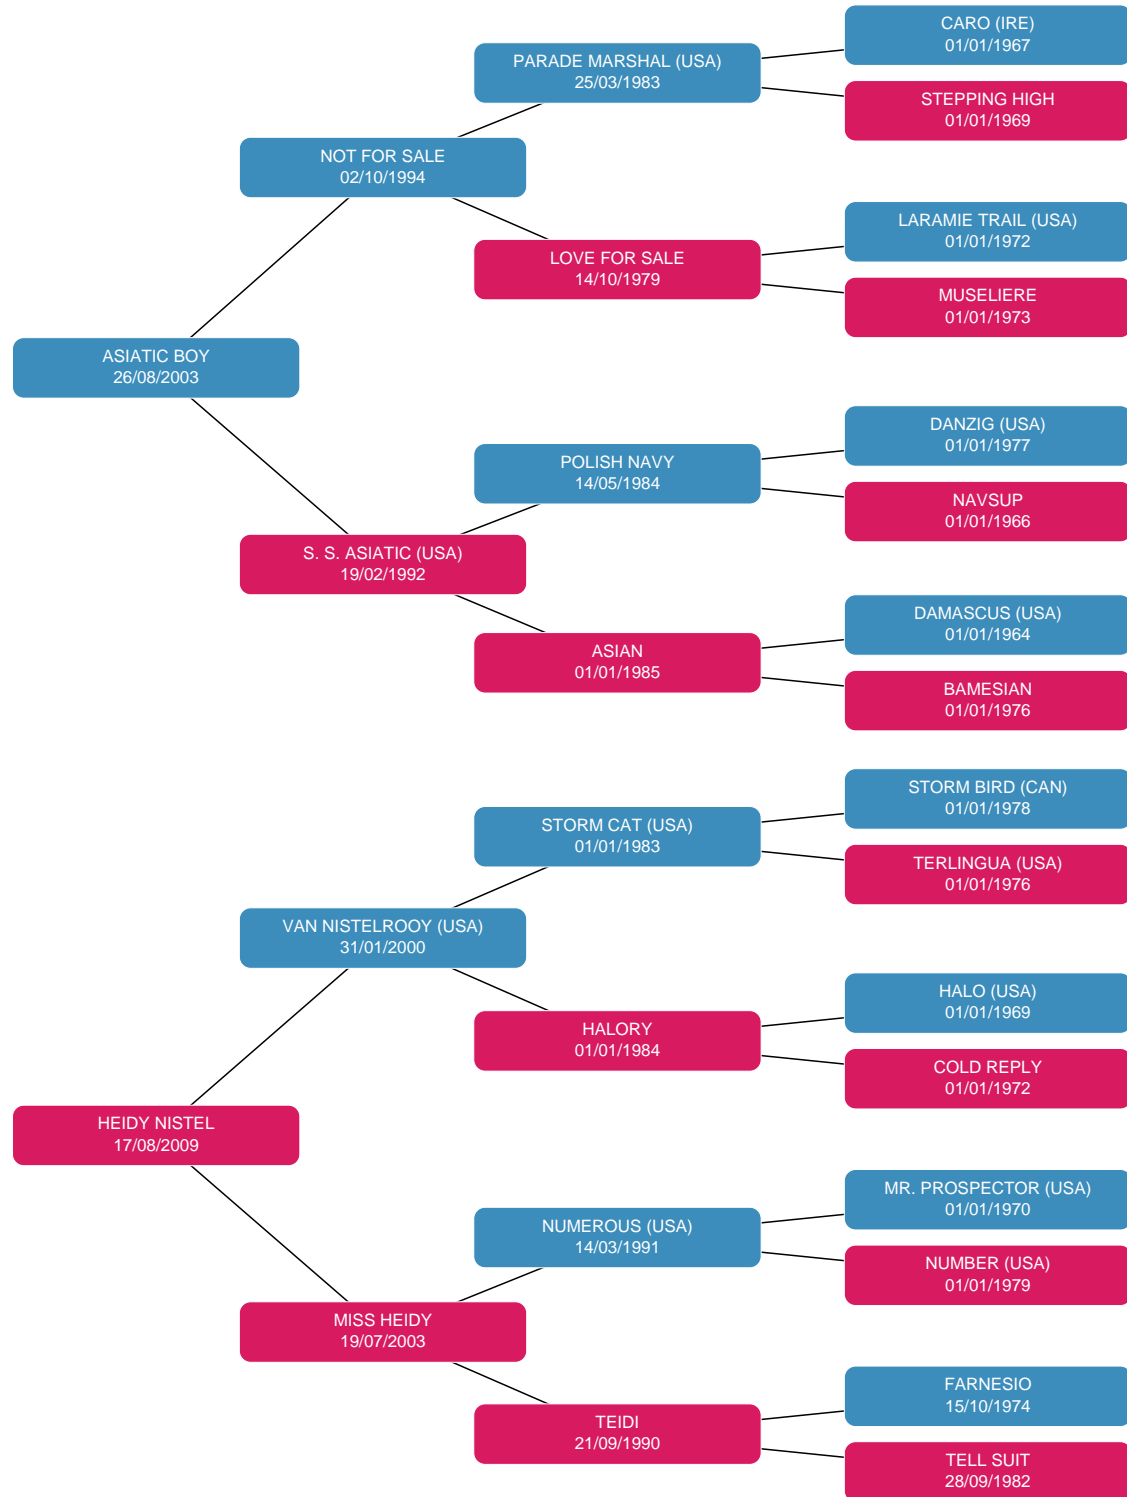 CARO (IRE)
01/01/1967
PARADE MARSHAL (USA)
25/03/1983
STEPPING HIGH
01/01/1969
NOT FOR SALE
02/10/1994
LARAMIE TRAIL (USA)
01/01/1972
LOVE FOR SALE
14/10/1979
MUSELIERE
01/01/1973
ASIATIC BOY
26/08/2003
DANZIG (USA)
01/01/1977
POLISH NAVY
14/05/1984
NAVSUP
01/01/1966
S. S. ASIATIC (USA)
19/02/1992
DAMASCUS (USA)
01/01/1964
ASIAN
01/01/1985
BAMESIAN
01/01/1976
STORM BIRD (CAN)
01/01/1978
STORM CAT (USA)
01/01/1983
TERLINGUA (USA)
01/01/1976
VAN NISTELROOY (USA)
31/01/2000
HALO (USA)
01/01/1969
HALORY
01/01/1984
COLD REPLY
01/01/1972
HEIDY NISTEL
17/08/2009
MR. PROSPECTOR (USA)
01/01/1970
NUMEROUS (USA)
14/03/1991
NUMBER (USA)
01/01/1979
MISS HEIDY
19/07/2003
FARNESIO
15/10/1974
TEIDI
21/09/1990
TELL SUIT
28/09/1982